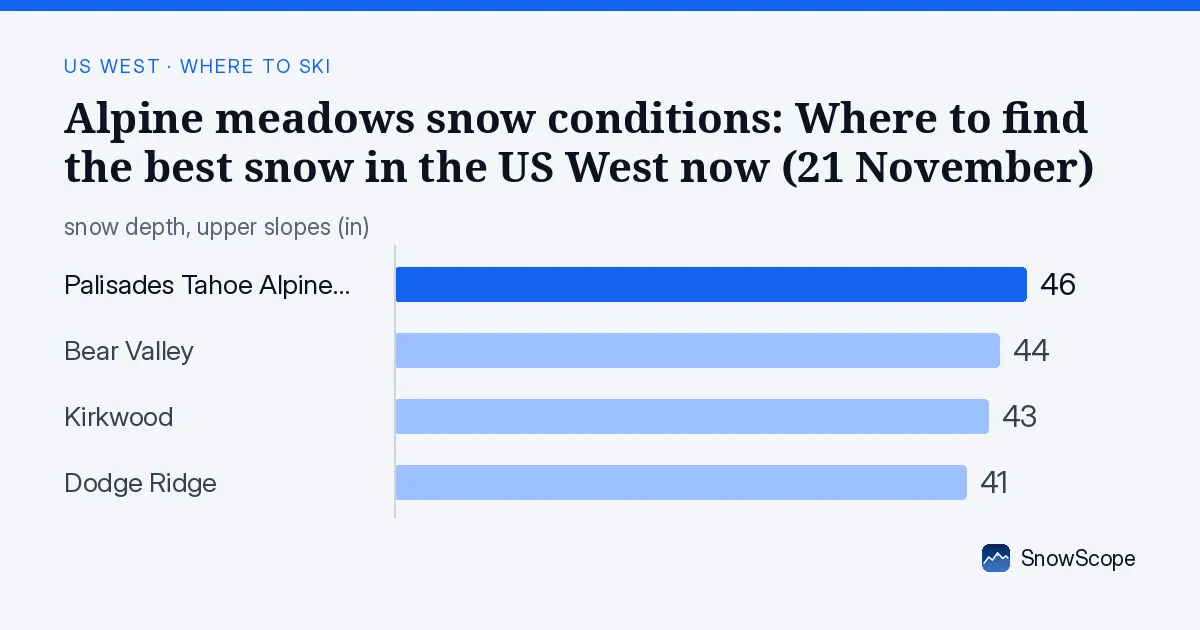 US WEST · WHERE TO SKI
Alpine meadows snow conditions: Where to find
the best snow in the US West now (21 November)
snow depth, upper slopes (in)
Palisades Tahoe Alpine... 46
Bear Valley 44
Kirkwood 43
Dodge Ridge 41
SnowScope